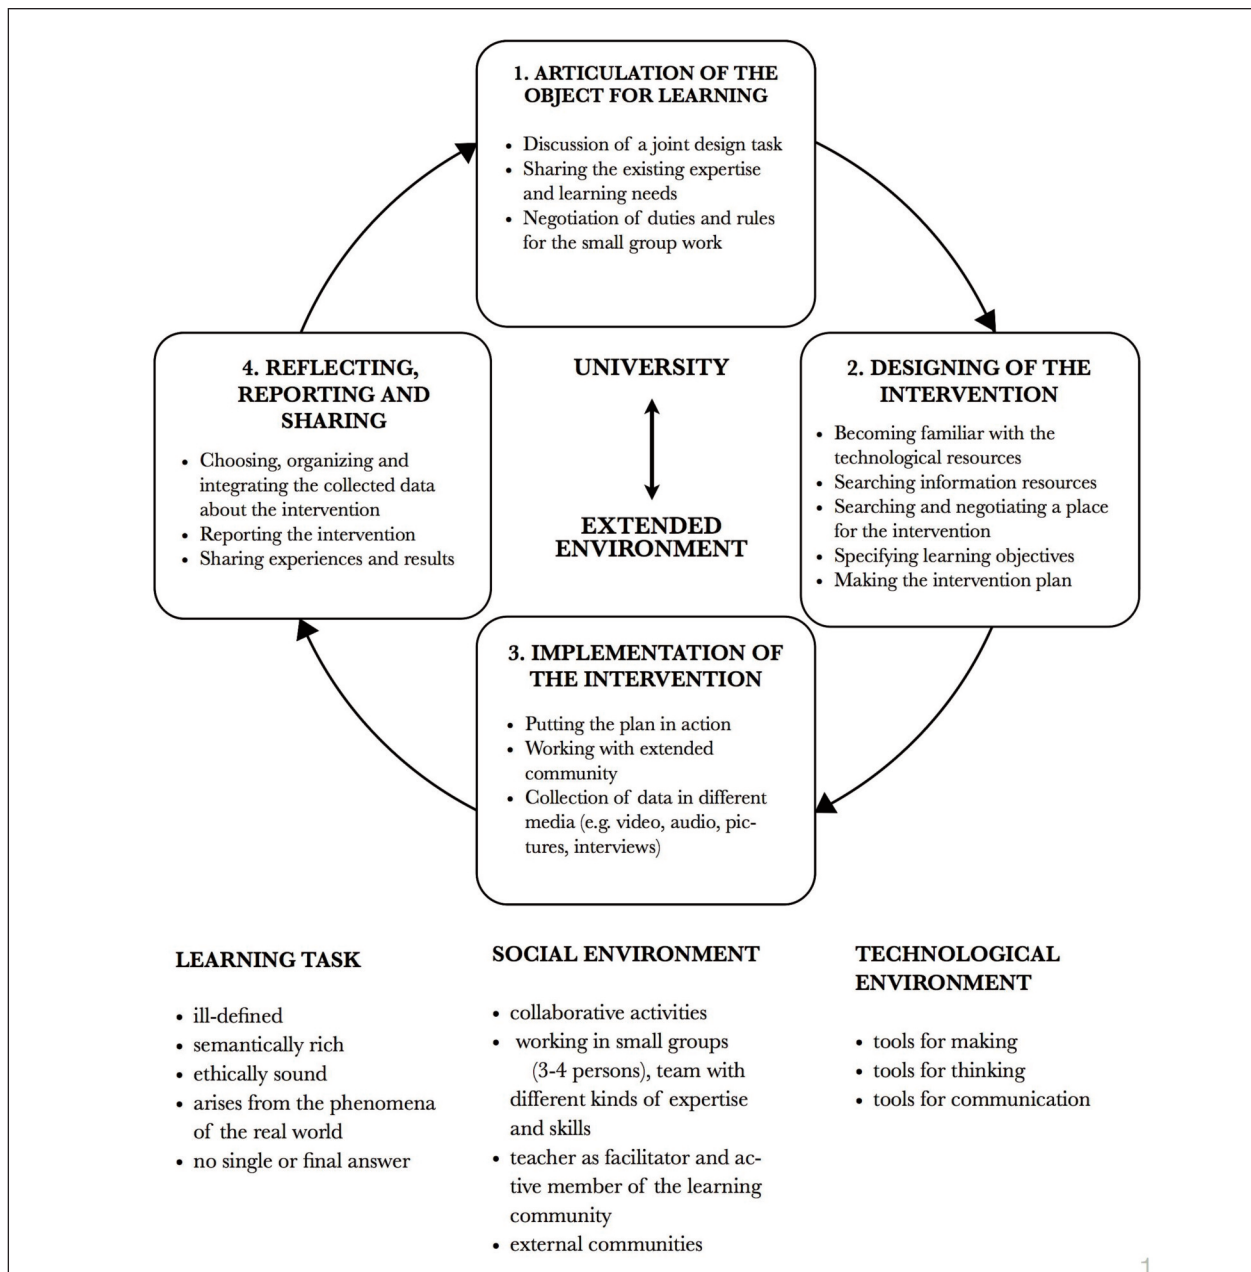 1. ARTICULATION OF THE
OBJECT FOR LEARNING
• Discussion of a joint design task
• Sharing the existing expertise
and learning needs
• Negotiation of duties and rules
for the small group work
4. REFLECTING,
REPORTING AND
SHARING
• Choosing, organizing and
integrating the collected data
about the intervention
• Reporting the intervention
• Sharing experiences and results
UNIVERSITY
EXTENDED
ENVIRONMENT
2. DESIGNING OF THE
INTERVENTION
• Becoming familiar with the
technological resources
• Searching information resources
• Searching and negotiating a place
for the intervention
• Specifying learning objectives
• Making the intervention plan
3. IMPLEMENTATION OF
THE INTERVENTION
• Putting the plan in action
• Working with extended
community
• Collection of data in different
media (e.g. video, audio, pic-
tures, interviews)
LEARNING TASK
• ill-defined
• semantically rich
• ethically sound
• arises from the phenomena
of the real world
• no single or final answer
SOCIAL ENVIRONMENT
• collaborative activities
• working in small groups
(3-4 persons), team with
different kinds of expertise
and skills
• teacher as facilitator and ac-
tive member of the learning
community
• external communities
TECHNOLOGICAL
ENVIRONMENT
• tools for making
• tools for thinking
• tools for communication
1